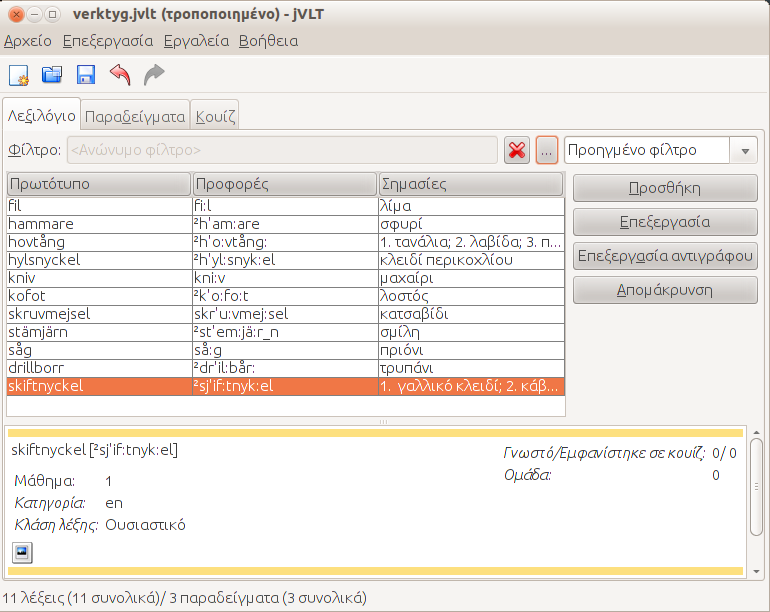 verktyg.jvlt (τροποποιημένο) - jVLT
Αρχείο Επεξεργασία Εργαλεία Βοήθεια
Λεξιλόγιο Παραδείγματα Κουίζ
Φίλτρο: <Ανώνυμο φίλτρο> ... Προηγμένο φίλτρο
Πρωτότυπο Προφορές Σημασίες
fil fi:l λίμα
hammare ²h'am:are σφυρί
hovtång ²h'o:vtång: 1. τανάλια; 2. λαβίδα; 3. π...
hylsnyckel ²h'yl:snyk:el κλειδί περικοχλίου
kniv kni:v μαχαίρι
kofot ²k'o:fo:t λοστός
skruvmejsel skr'u:vmej:sel κατσαβίδι
stämjärn ²st'em:jä:r_n σμίλη
såg så:g πριόνι
drillborr ²dr'il:bår: τρυπάνι
skiftnyckel ²sj'if:tnyk:el 1. γαλλικό κλειδί; 2. κάβ...
Προσθήκη
Επεξεργασία
Επεξεργασία αντιγράφου
Απομάκρυνση
skiftnyckel [²sj'if:tnyk:el]
Μάθημα: 1
Κατηγορία: en
Κλάση λέξης: Ουσιαστικό
Γνωστό/Εμφανίστηκε σε κουίζ: 0/ 0
Ομάδα: 0
11 λέξεις (11 συνολικά)/ 3 παραδείγματα (3 συνολικά)